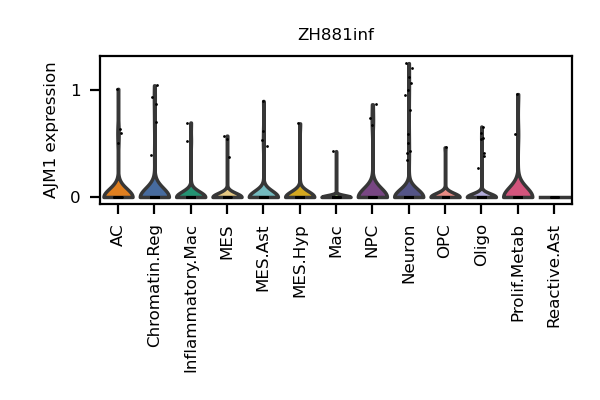 ZH881inf
AJM1 expression
1
0
AC
Chromatin.Reg
Inflammatory.Mac
MES
MES.Ast
MES.Hyp
Mac
NPC
Neuron
OPC
Oligo
Prolif.Metab
Reactive.Ast